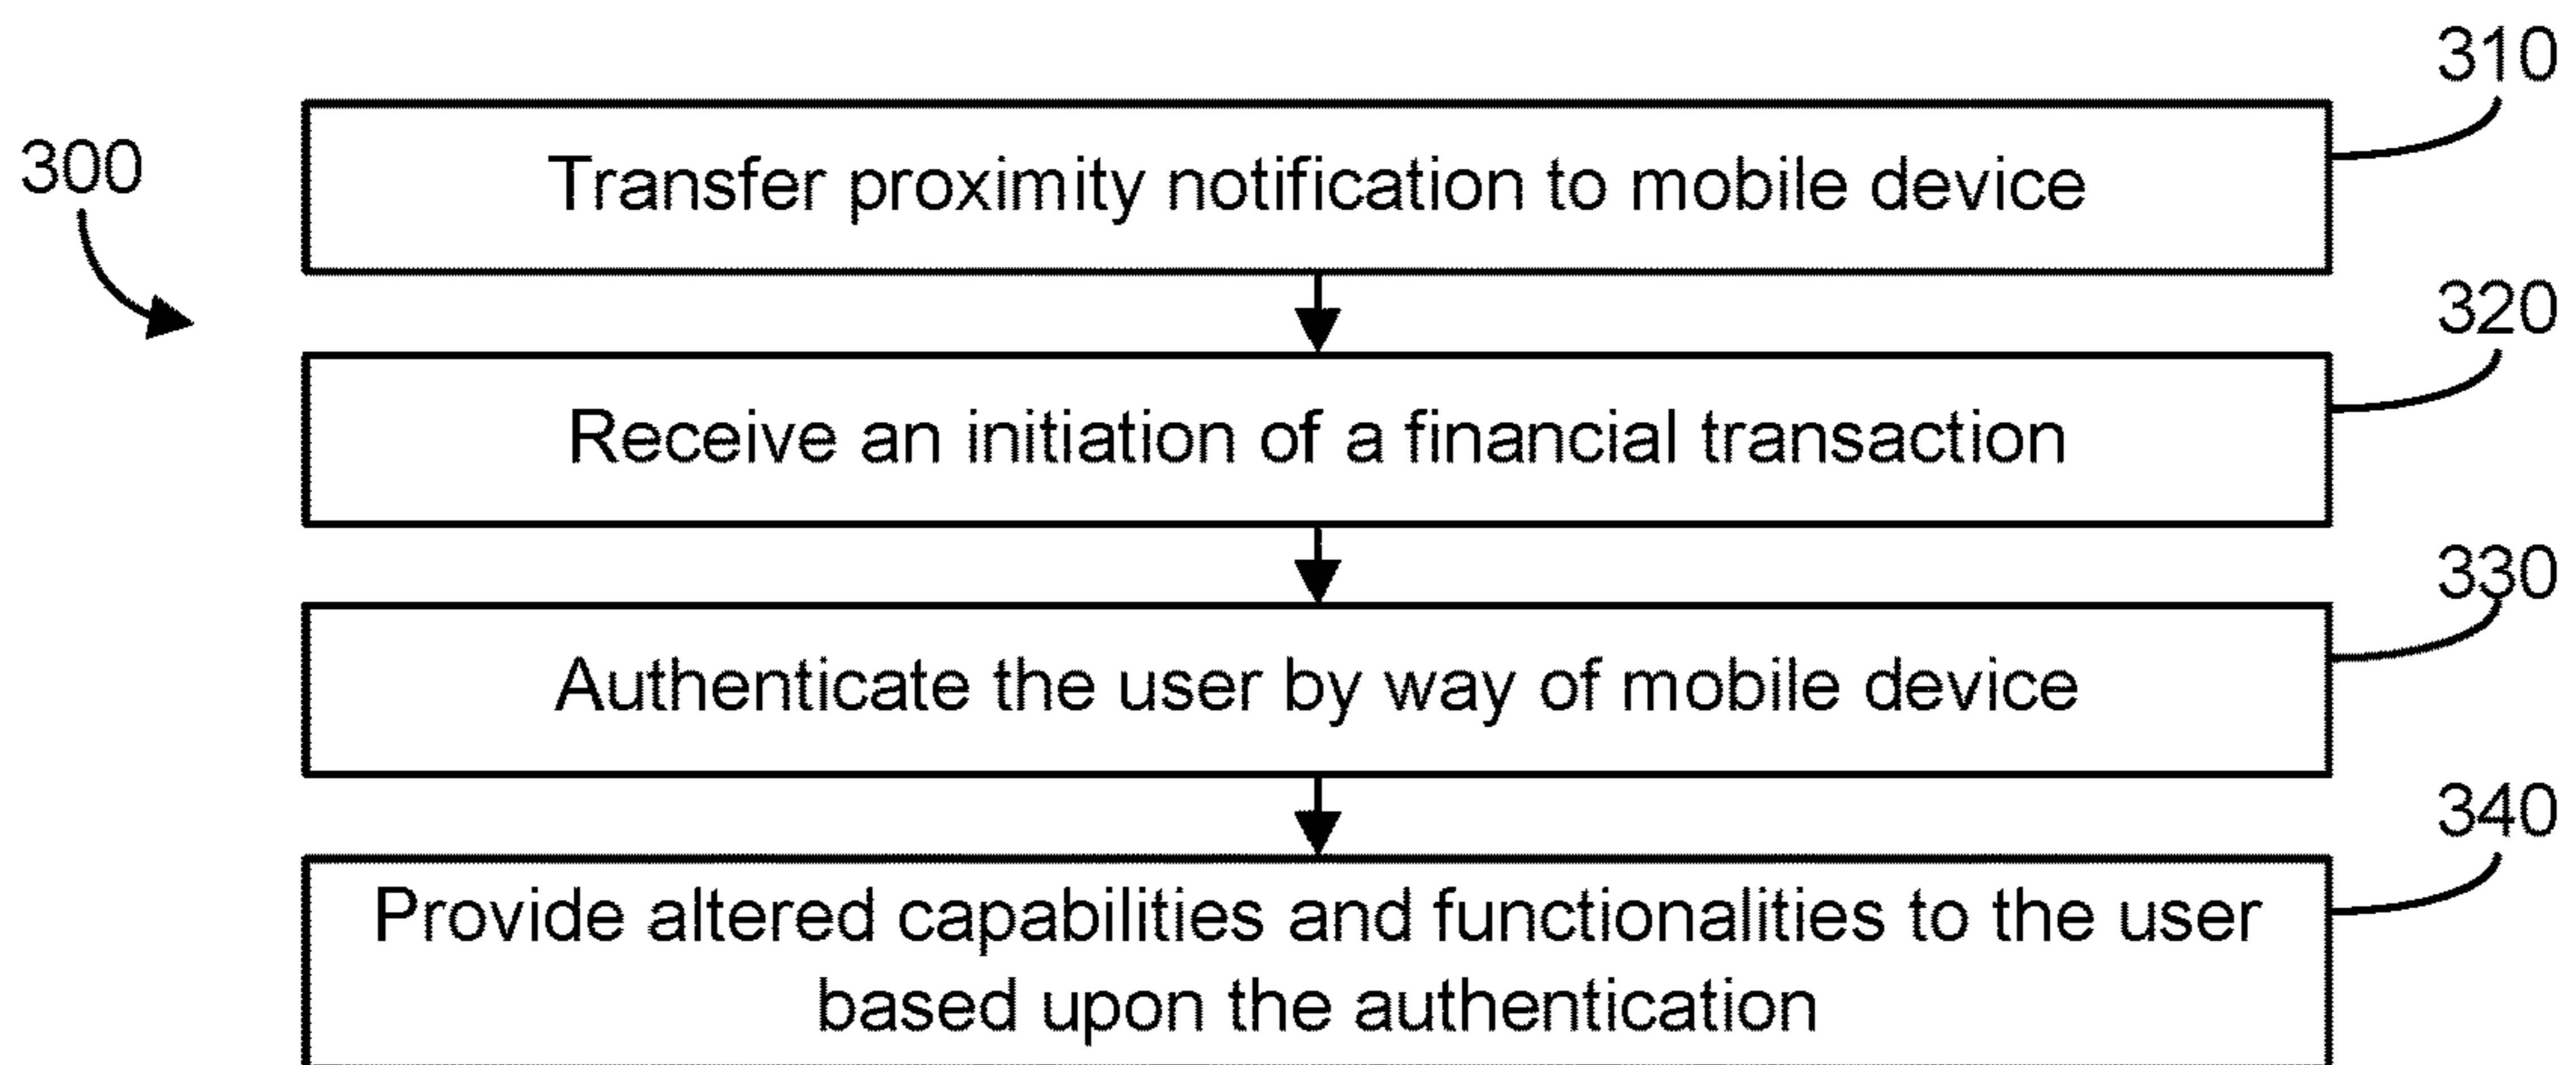 310
300
Transfer proximity notification to mobile device
320
Receive an initiation of a financial transaction
330
Authenticate the user by way of mobile device
340
Provide altered capabilities and functionalities to the user
based upon the authentication